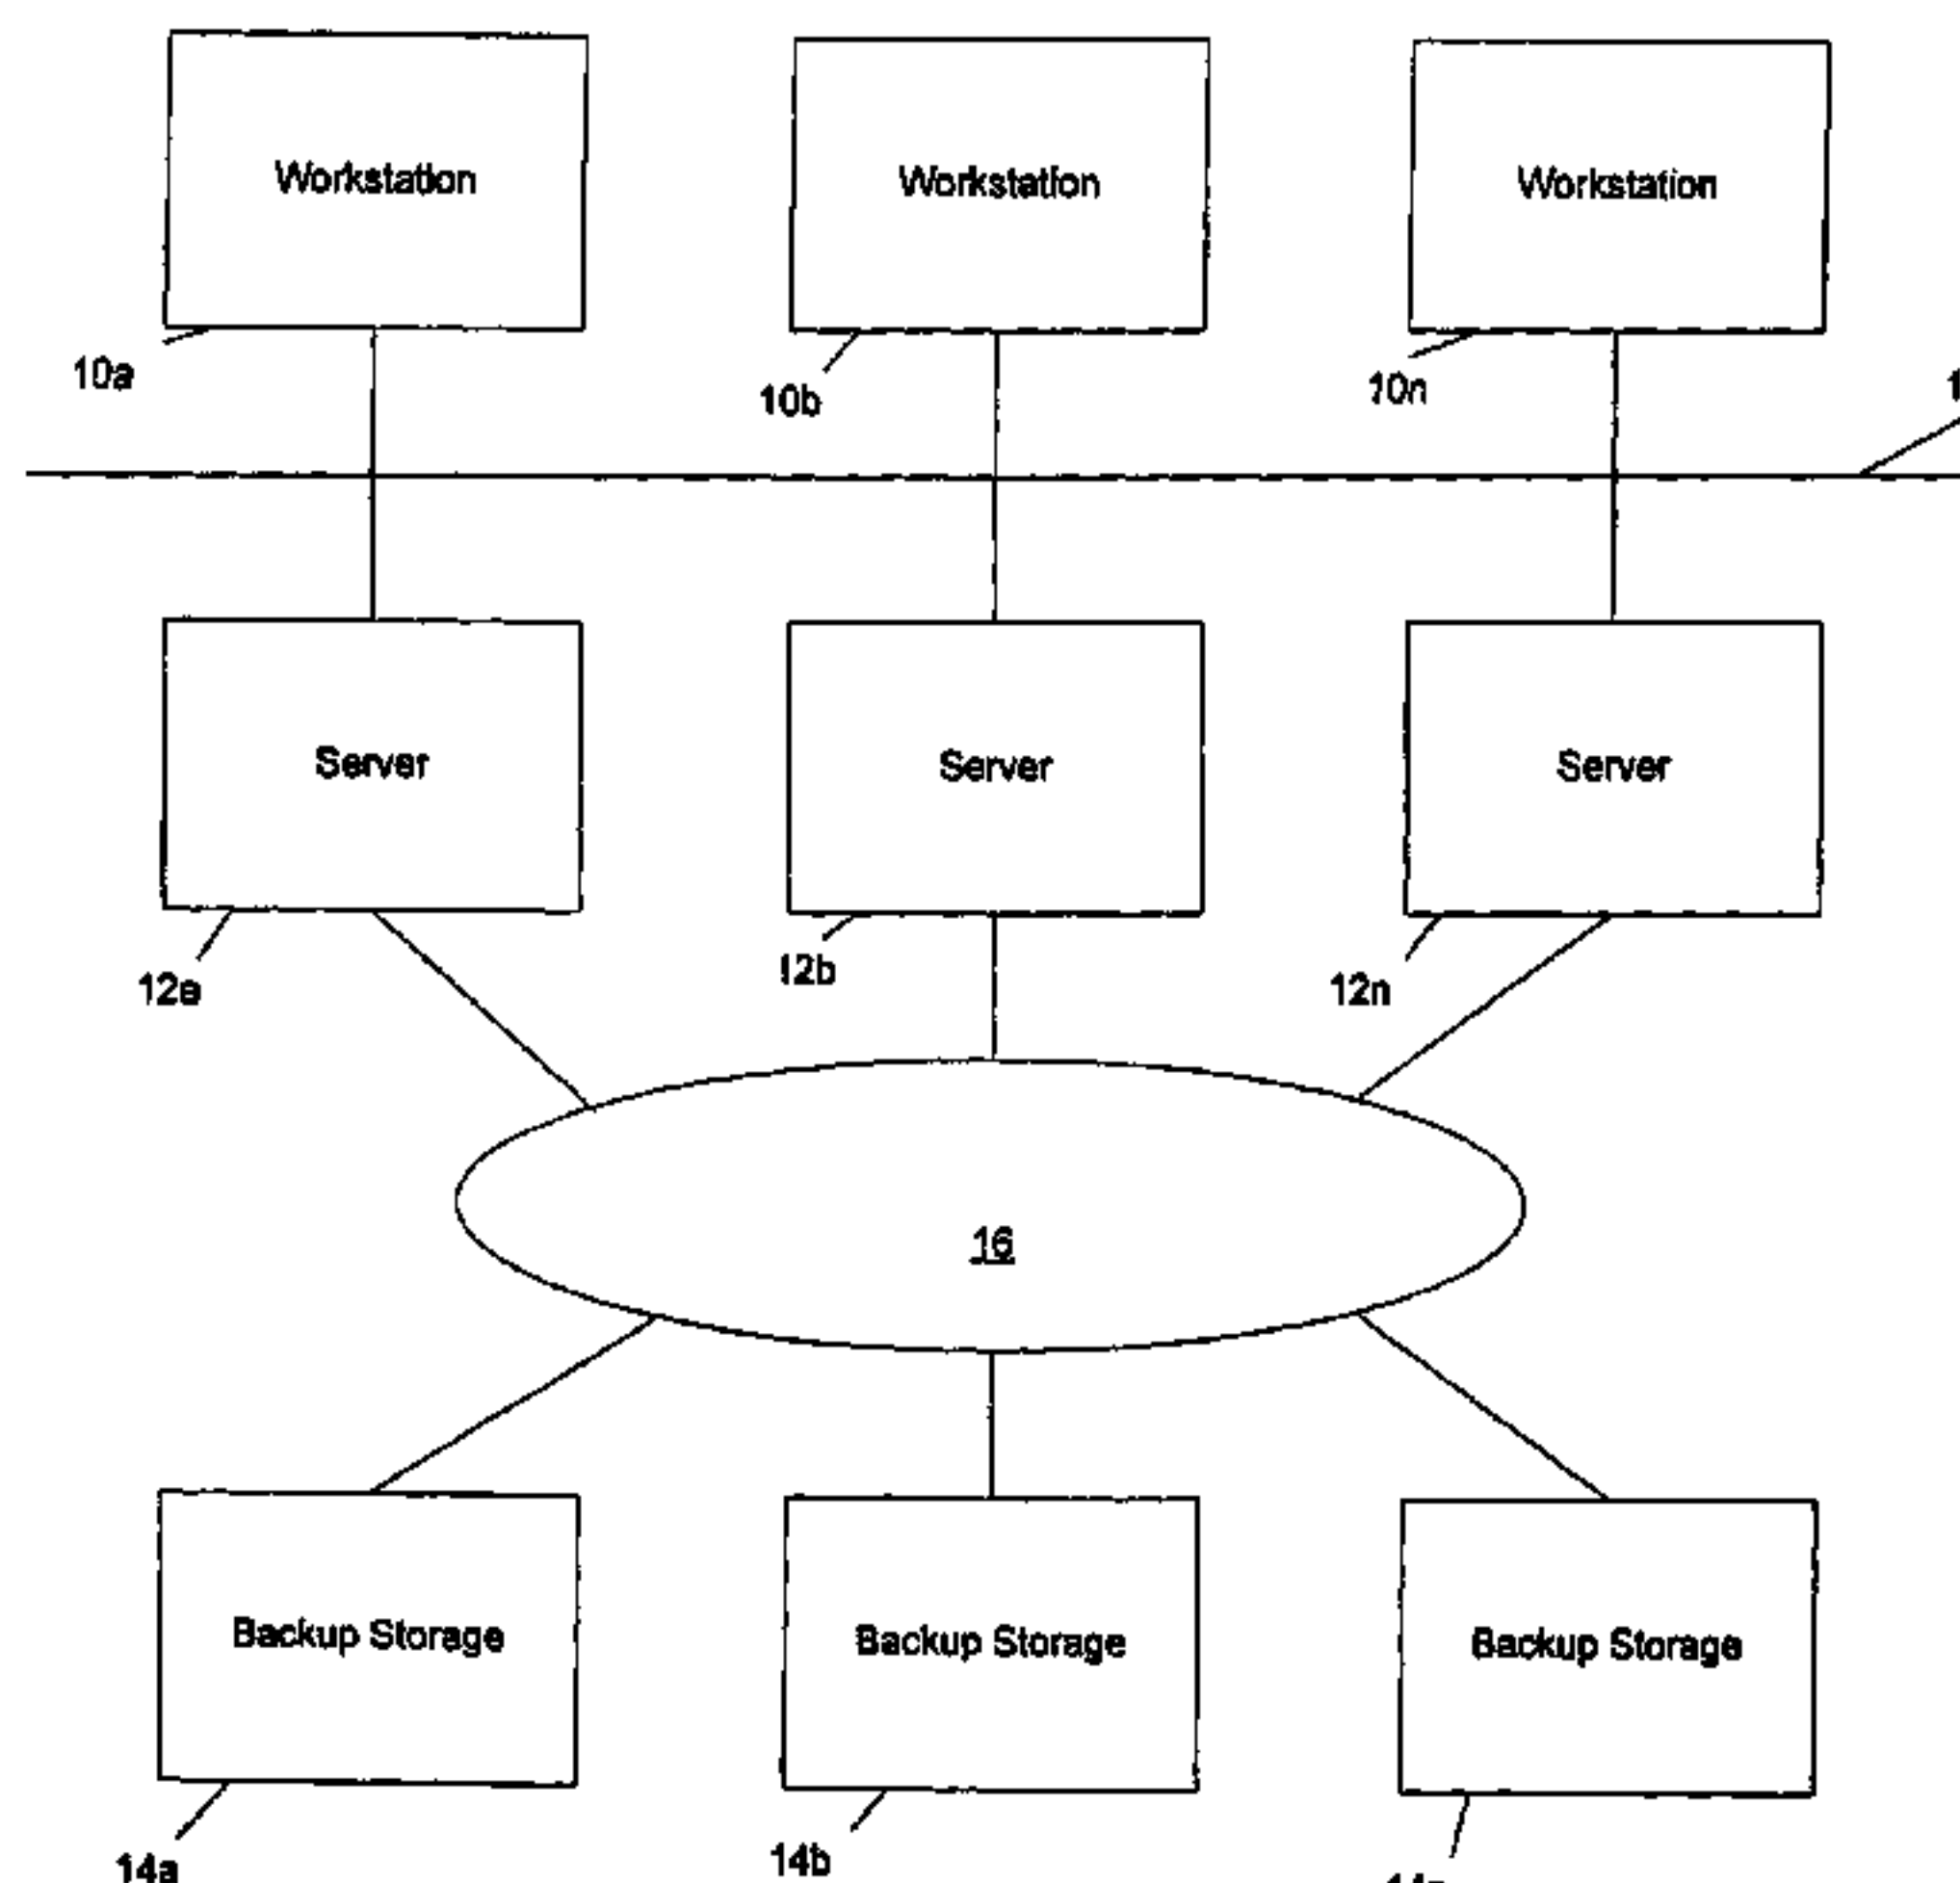 Workstation
Workstation
Workstation
10a
10b
10n
Server
Server
Server
12a
12b
12n
16
Backup Storage
Backup Storage
Backup Storage
14a
14b